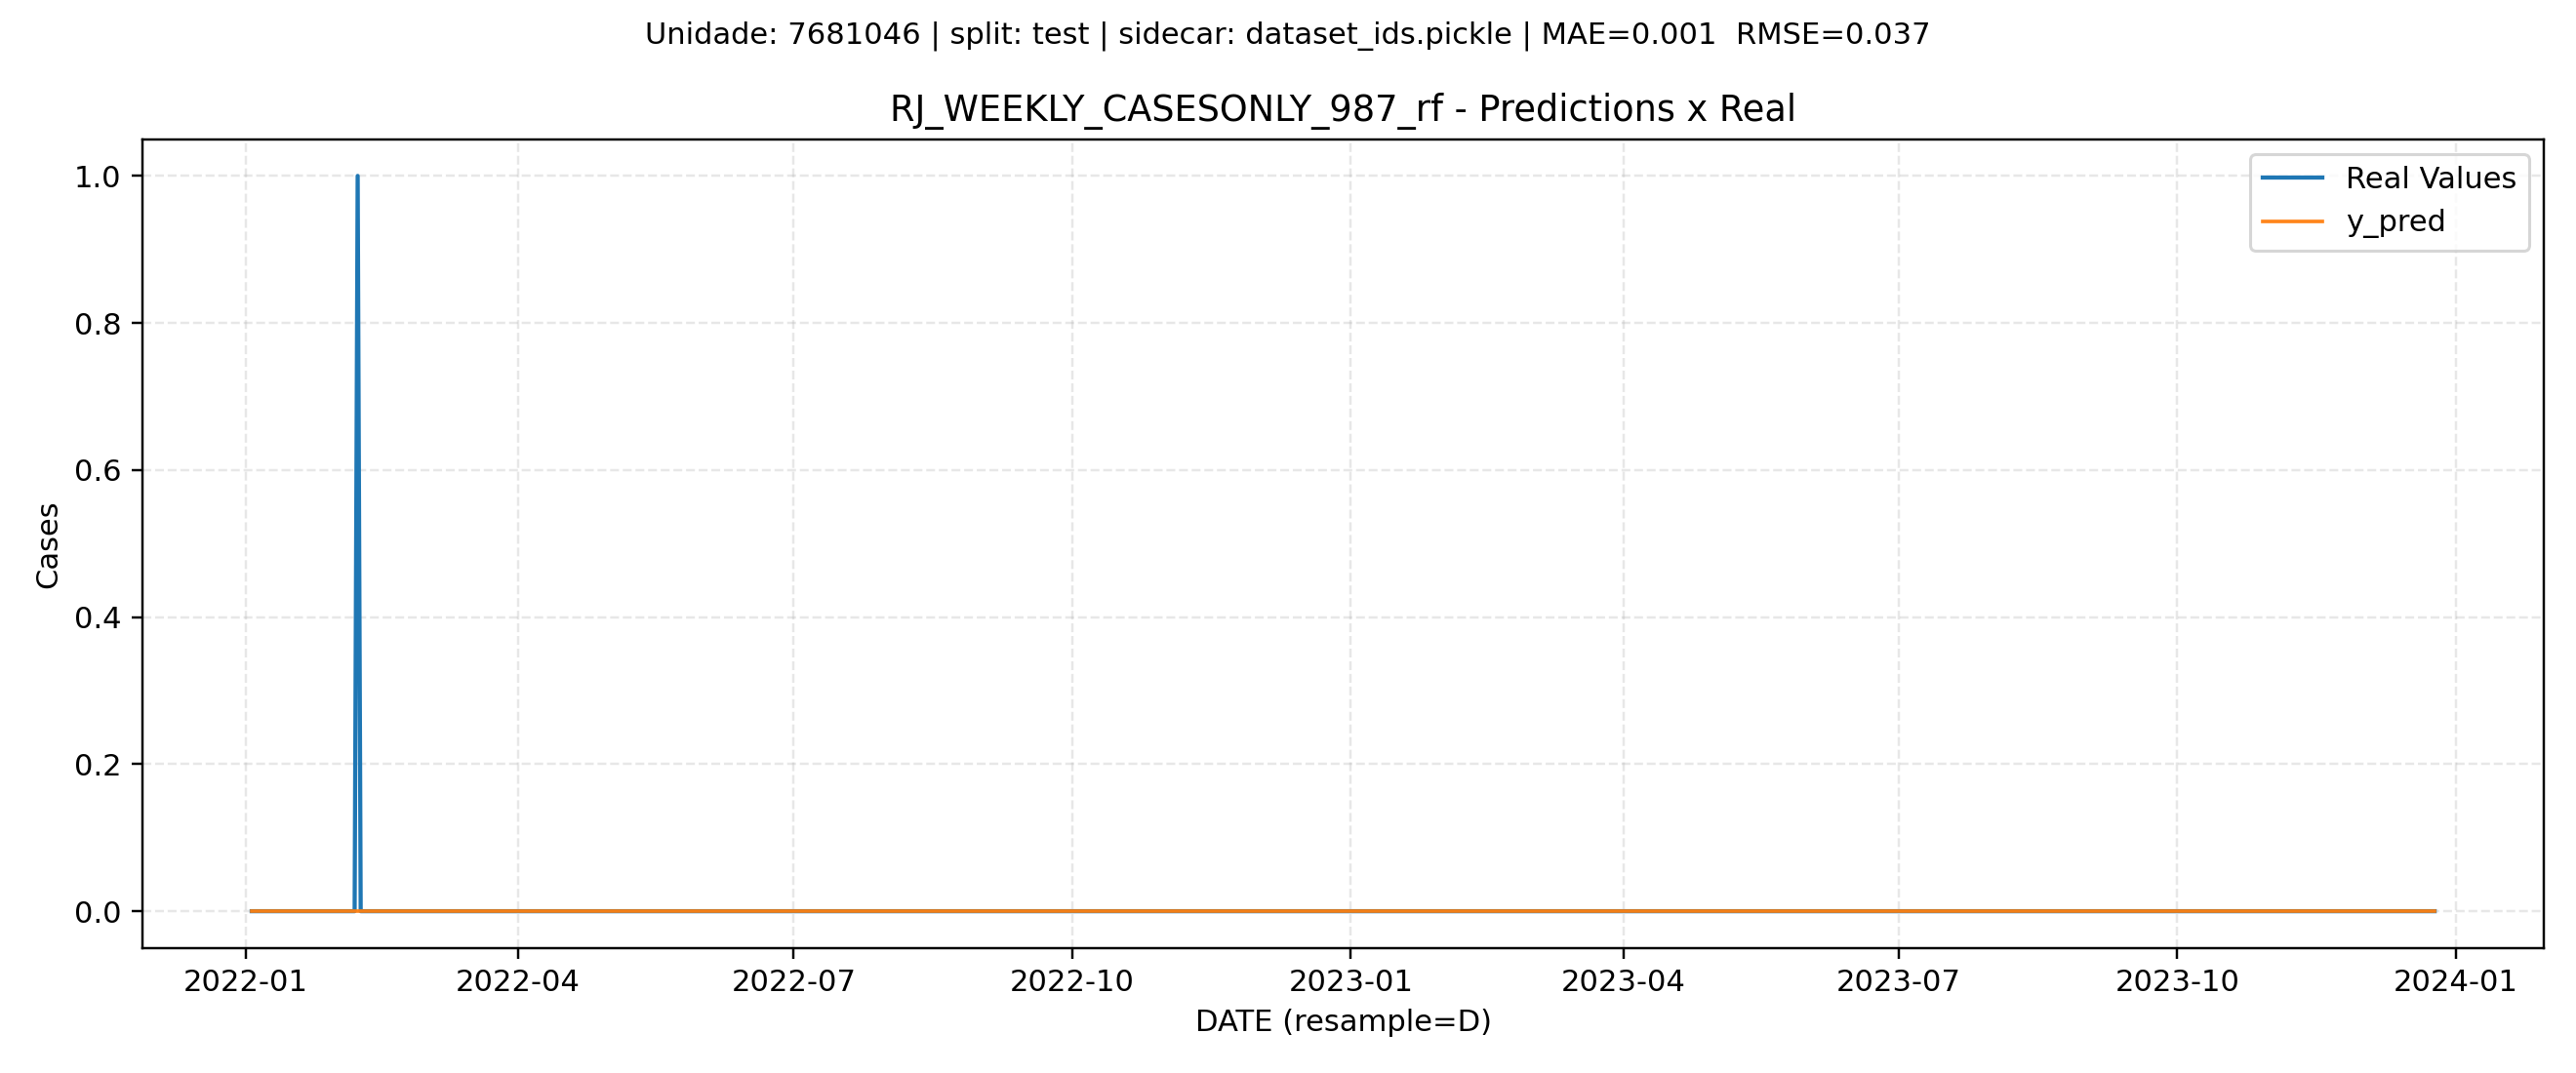 Unidade: 7681046 | split: test | sidecar: dataset_ids.pickle | MAE=0.001  RMSE=0.037
RJ_WEEKLY_CASESONLY_987_rf - Predictions x Real
Real Values
y_pred
1.0
0.8
0.6
0.4
0.2
0.0
Cases
2022-01 2022-04 2022-07 2022-10 2023-01 2023-04 2023-07 2023-10 2024-01
DATE (resample=D)